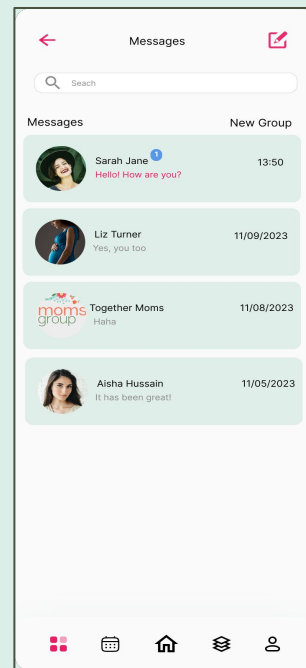 Messages
Seach
Messages
New Group
Sarah Jane 1
13:50
Hello! How are you?
Liz Turner
11/09/2023
Yes, you too
moms
group
Together Moms
11/08/2023
Haha
Aisha Hussain
11/05/2023
It has been great!